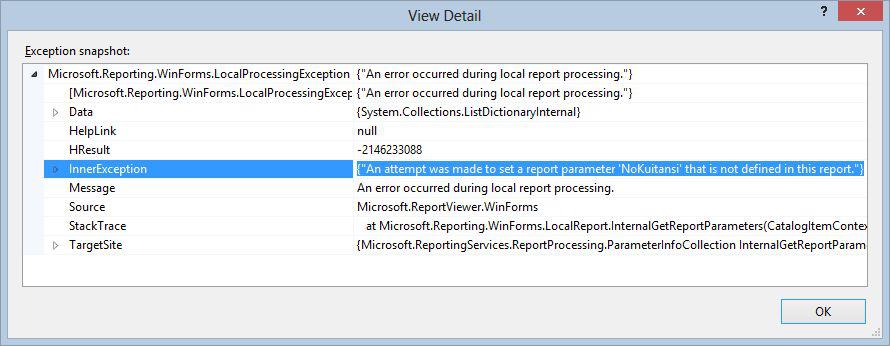 View Detail
? x
Exception snapshot:
Microsoft.Reporting.WinForms.LocalProcessingException {"An error occurred during local report processing."}
[Microsoft.Reporting.WinForms.LocalProcessingExcep {"An error occurred during local report processing."}
Data {System.Collections.ListDictionaryInternal}
HelpLink null
HResult -2146233088
InnerException {"An attempt was made to set a report parameter 'NoKuitansi' that is not defined in this report."}
Message An error occurred during local report processing.
Source Microsoft.ReportViewer.WinForms
StackTrace at Microsoft.Reporting.WinForms.LocalReport.InternalGetReportParameters(CatalogItemContex
TargetSite {Microsoft.ReportingServices.ReportProcessing.ParameterInfoCollection InternalGetReportParam
OK